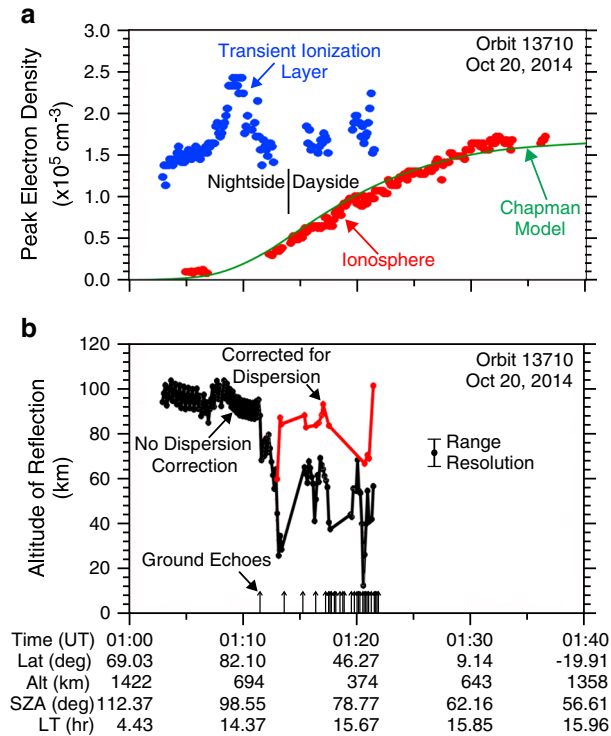 a
Orbit 13710
Oct 20, 2014
Transient Ionization
Layer
Peak Electron Density
(x10⁵ cm⁻³)
3.0
2.5
2.0
1.5
1.0
0.5
0.0
Nightside
Dayside
Chapman
Model
Ionosphere
b
Orbit 13710
Oct 20, 2014
Corrected for
Dispersion
No Dispersion
Correction
Range
Resolution
Ground Echoes
Altitude of Reflection
(km)
120
100
80
60
40
20
0
Time (UT) 01:00 01:10 01:20 01:30 01:40
Lat (deg) 69.03 82.10 46.27 9.14 -19.91
Alt (km) 1422 694 374 643 1358
SZA (deg) 112.37 98.55 78.77 62.16 56.61
LT (hr) 4.43 14.37 15.67 15.85 15.96